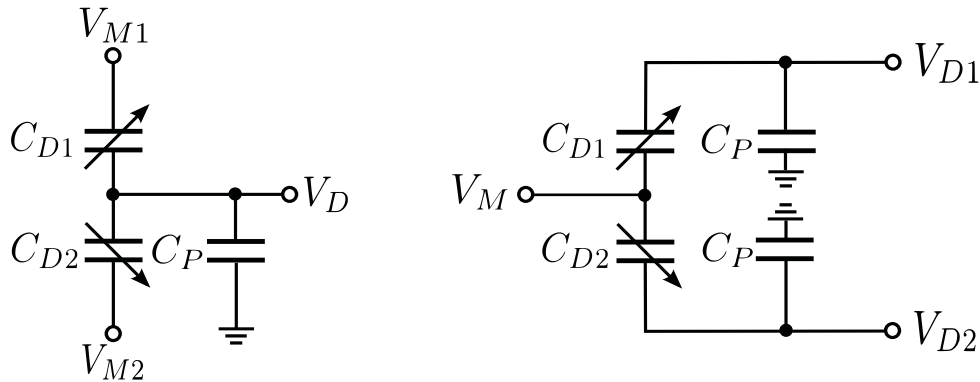 V_{M1}
C_{D1}
V_D
C_{D2}
C_P
V_{M2}
V_{D1}
C_{D1}
C_P
V_M
C_{D2}
C_P
V_{D2}